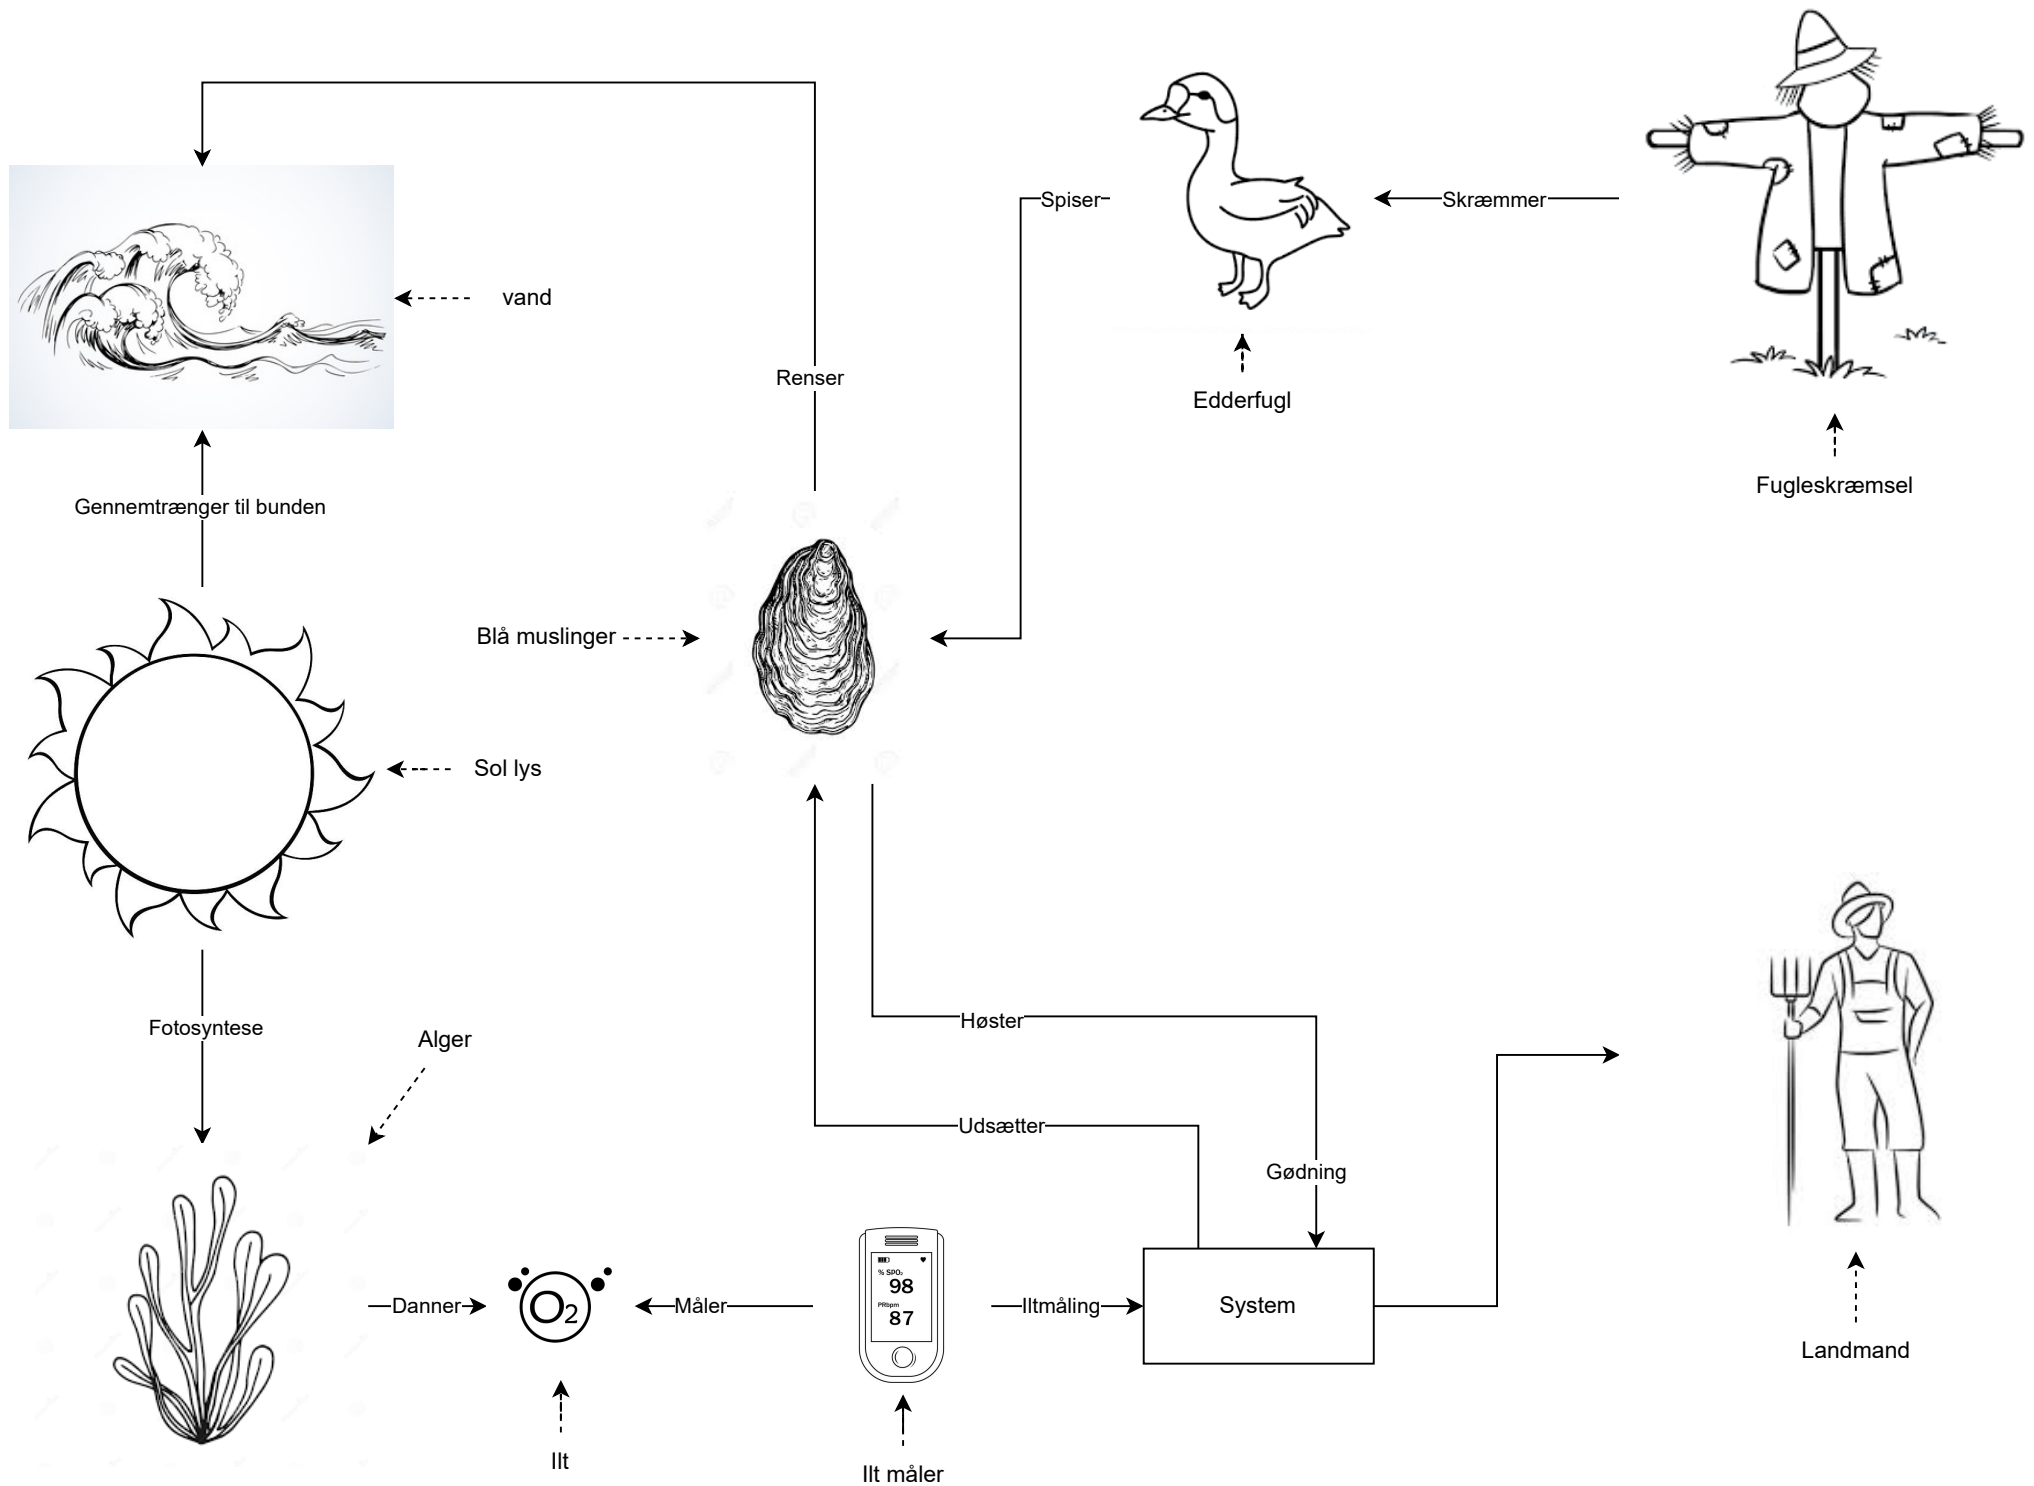 Spiser
Skræmmer
vand
Renser
Edderfugl
Fugleskræmsel
Gennemtrænger til bunden
Blå muslinger
Sol lys
Fotosyntese
Alger
Høster
Udsætter
Gødning
% SPO₂
98
PRbpm
87
Danner
O2
Måler
Iltmåling
System
Landmand
Ilt
Ilt måler